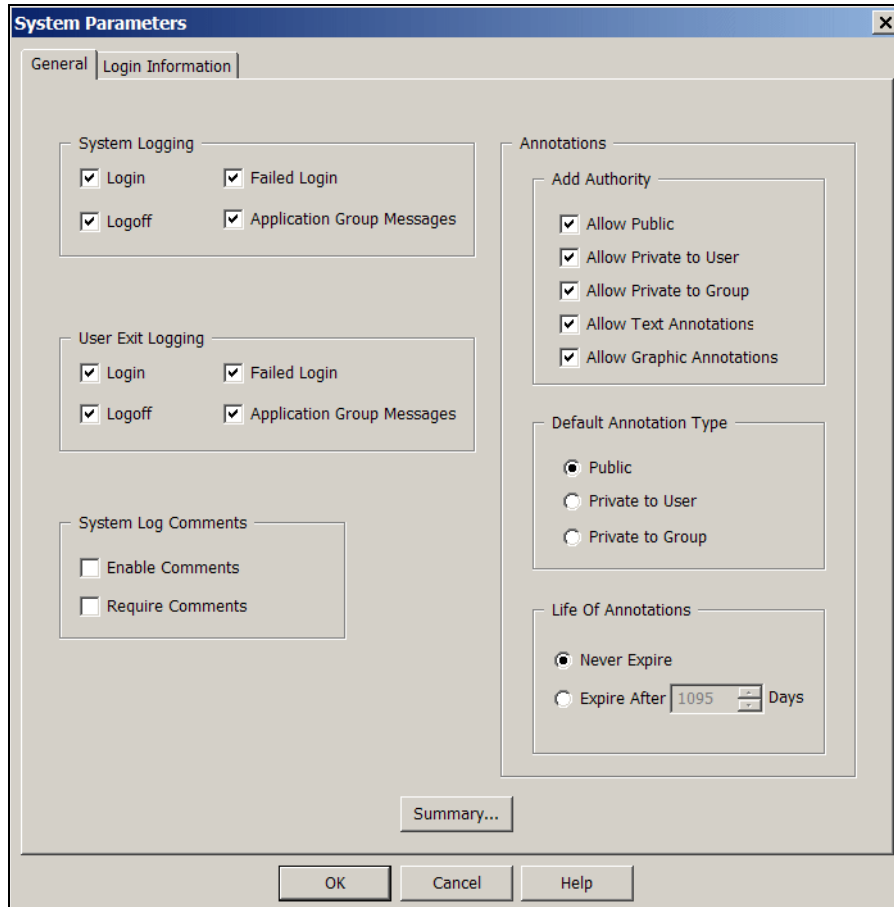 System Parameters
General
Login Information
System Logging
Login
Failed Login
Logoff
Application Group Messages
User Exit Logging
Login
Failed Login
Logoff
Application Group Messages
System Log Comments
Enable Comments
Require Comments
Annotations
Add Authority
Allow Public
Allow Private to User
Allow Private to Group
Allow Text Annotations
Allow Graphic Annotations
Default Annotation Type
Public
Private to User
Private to Group
Life Of Annotations
Never Expire
Expire After 1095 Days
Summary...
OK
Cancel
Help